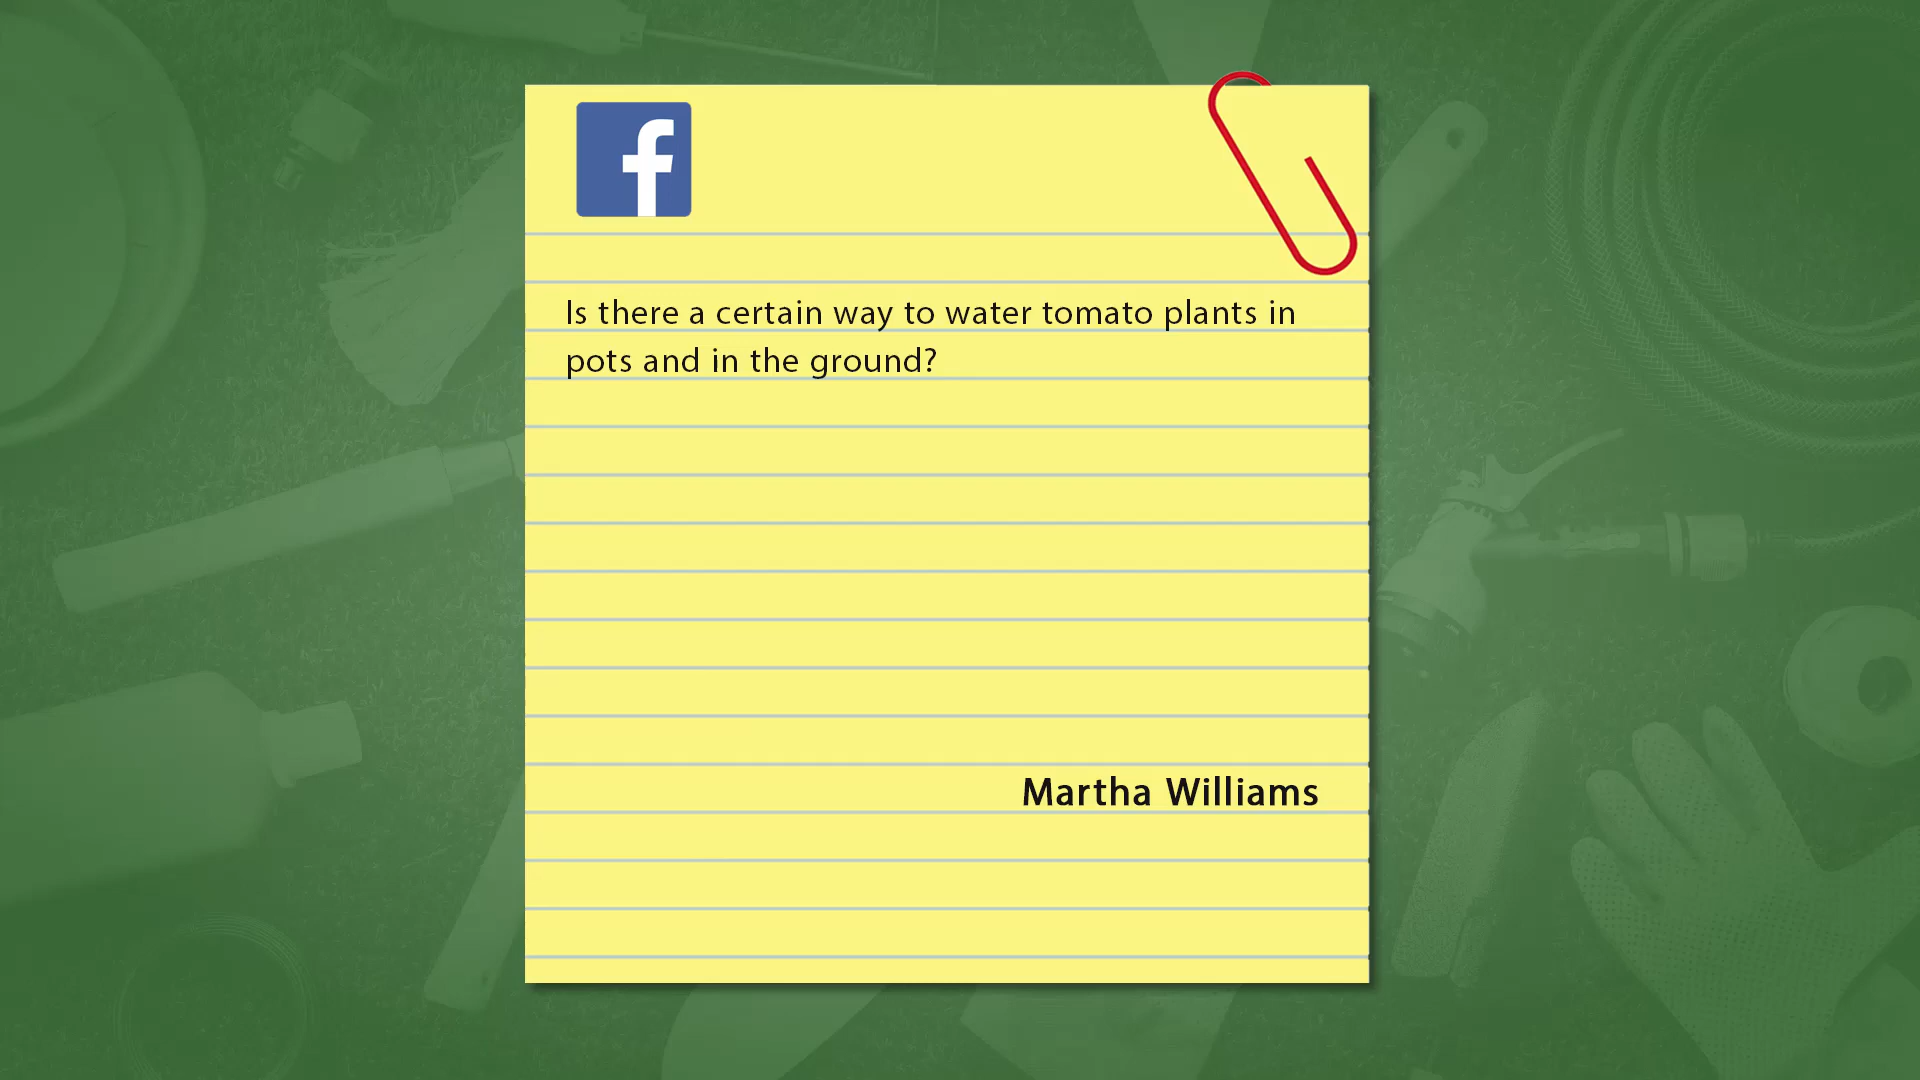 f
Is there a certain way to water tomato plants in
pots and in the ground?
Martha Williams